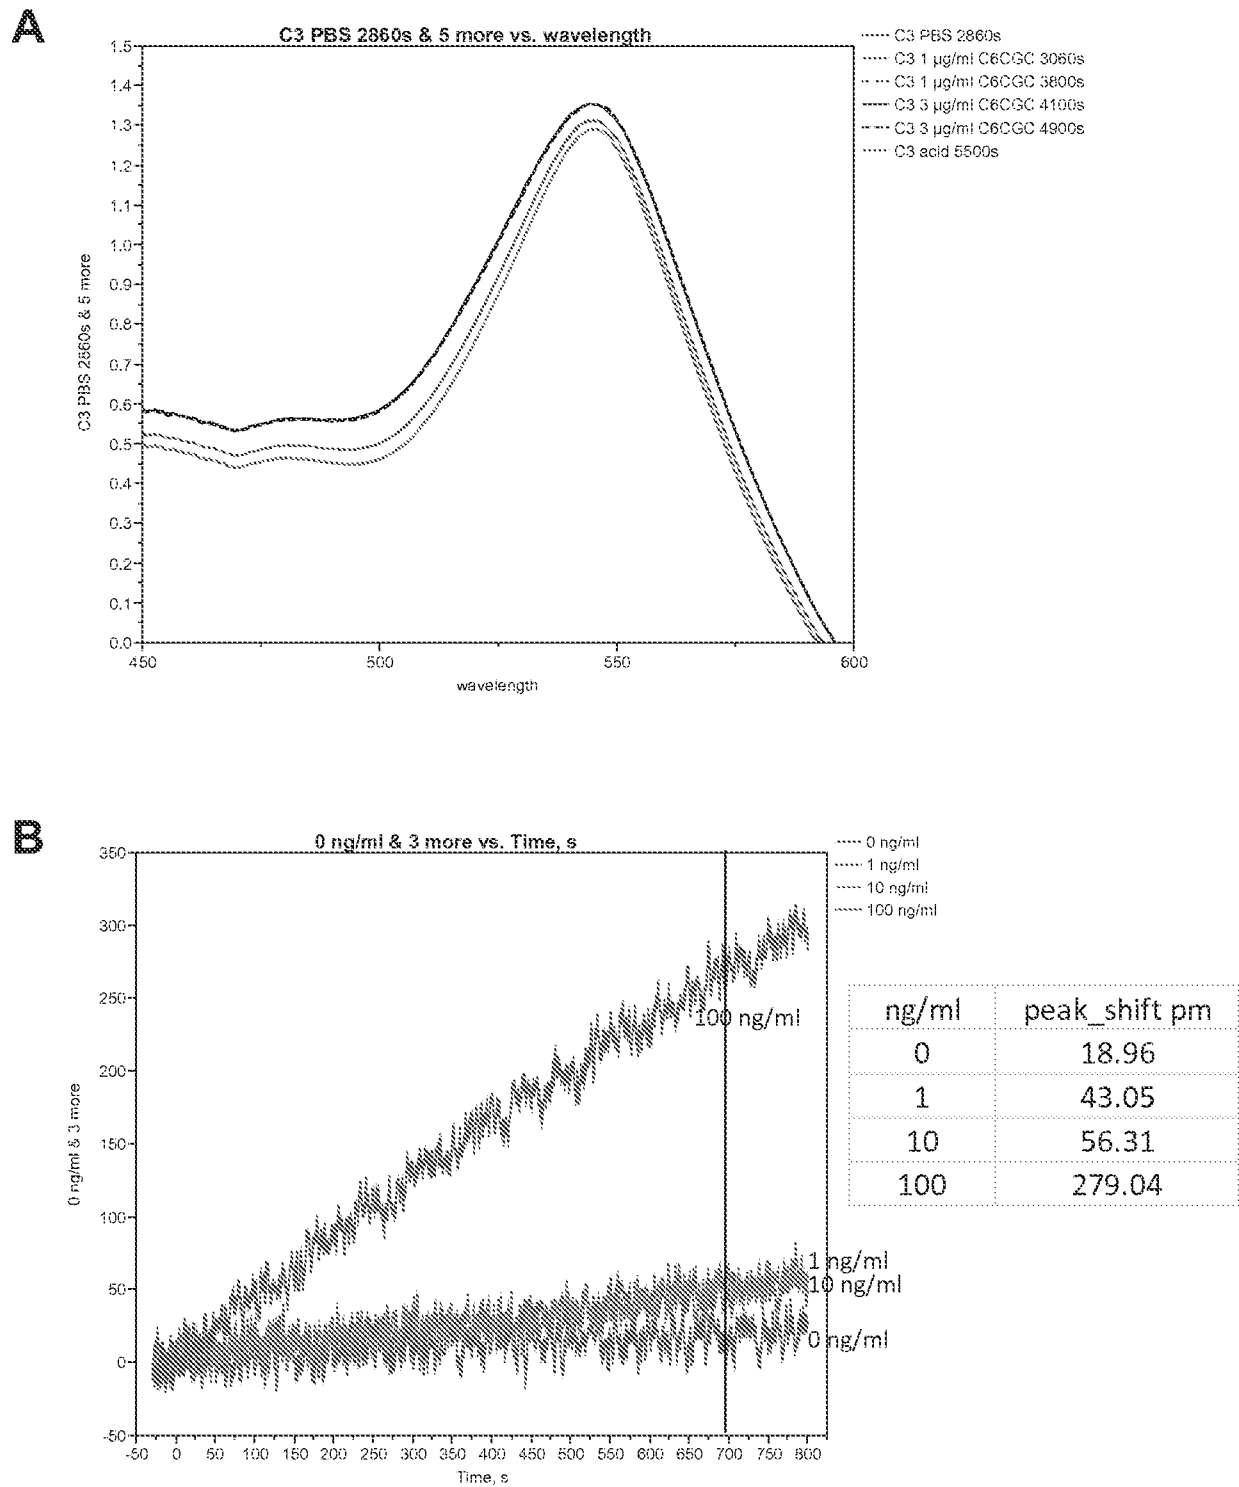 A
C3 PBS 2860s & 5 more vs. wavelength
C3 PBS 2860s
C3 1 µg/ml C6CGC 3060s
C3 1 µg/ml C6CGC 3800s
C3 3 µg/ml C6CGC 4100s
C3 3 µg/ml C6CGC 4900s
C3 acid 5500s
1.5
1.4
1.3
1.2
1.1
1.0
0.9
0.8
0.7
0.6
0.5
0.4
0.3
0.2
0.1
0.0
C3 PBS 2860s & 5 more
450 500 550 600
wavelength
B
0 ng/ml & 3 more vs. Time, s
0 ng/ml
1 ng/ml
10 ng/ml
100 ng/ml
350
300
250
200
150
100
50
0
-50
0 ng/ml & 3 more
100 ng/ml
1 ng/ml
10 ng/ml
0 ng/ml
-50 0 50 100 150 200 250 300 350 400 450 500 550 600 650 700 750 800
Time, s
ng/ml peak_shift pm
0 18.96
1 43.05
10 56.31
100 279.04